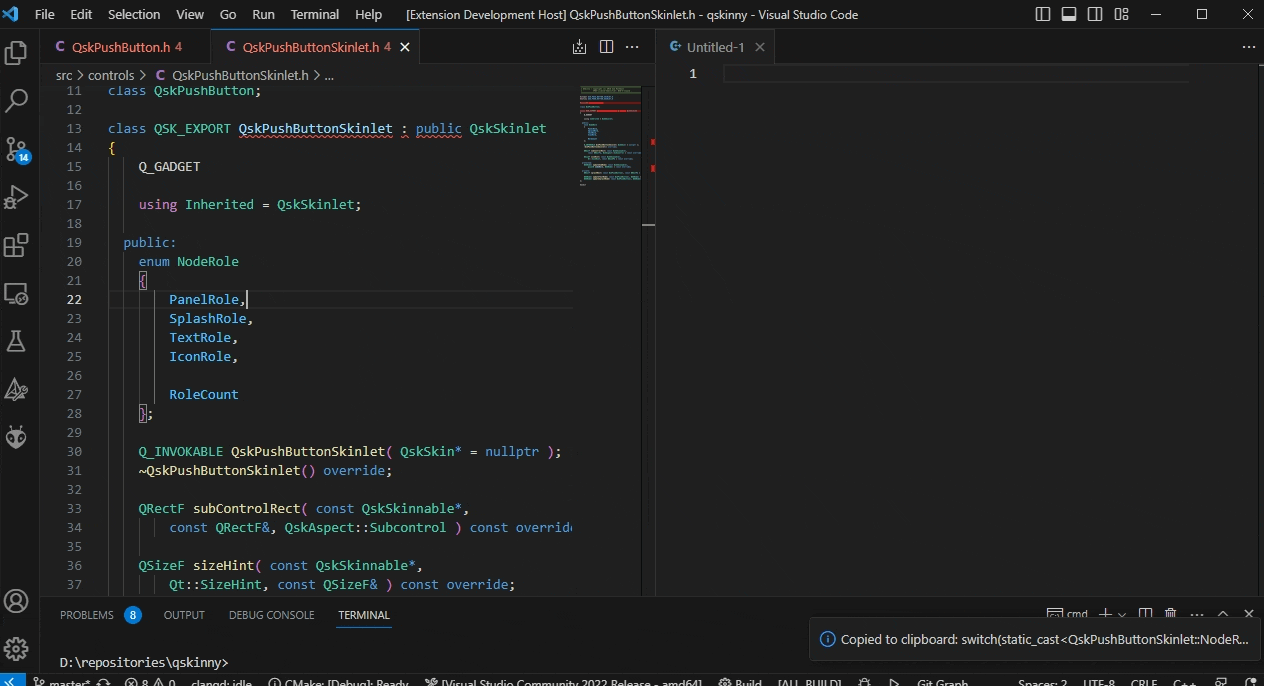 File Edit Selection View Go Run Terminal Help [Extension Development Host] QskPushButtonSkinlet.h - qskinny - Visual Studio Code
C QskPushButton.h 4 C QskPushButtonSkinlet.h 4 Untitled-1
src > controls > C QskPushButtonSkinlet.h > ...
11 class QskPushButton;
12
13 class QSK_EXPORT QskPushButtonSkinlet : public QskSkinlet
14 {
15 Q_GADGET
16
17 using Inherited = QskSkinlet;
18
19 public:
20 enum NodeRole
21 {
22 PanelRole,
23 SplashRole,
24 TextRole,
25 IconRole,
26
27 RoleCount
28 };
29
30 Q_INVOKABLE QskPushButtonSkinlet( QskSkin* = nullptr );
31 ~QskPushButtonSkinlet() override;
32
33 QRectF subControlRect( const QskSkinnable*,
34 const QRectF&, QskAspect::Subcontrol ) const override
35
36 QSizeF sizeHint( const QskSkinnable*,
37 Qt::SizeHint, const QSizeF& ) const override;
1
14
PROBLEMS 8 OUTPUT DEBUG CONSOLE TERMINAL cmd
Copied to clipboard: switch(static_cast<QskPushButtonSkinlet::NodeR...
D:\repositories\qskinny>
master* 8 0 clangd: idle CMake: [Debug]: Ready [Visual Studio Community 2022 Release - amd64] Build [ALL_BUILD] Git Graph Spaces: 2 UTF-8 CRLF C++